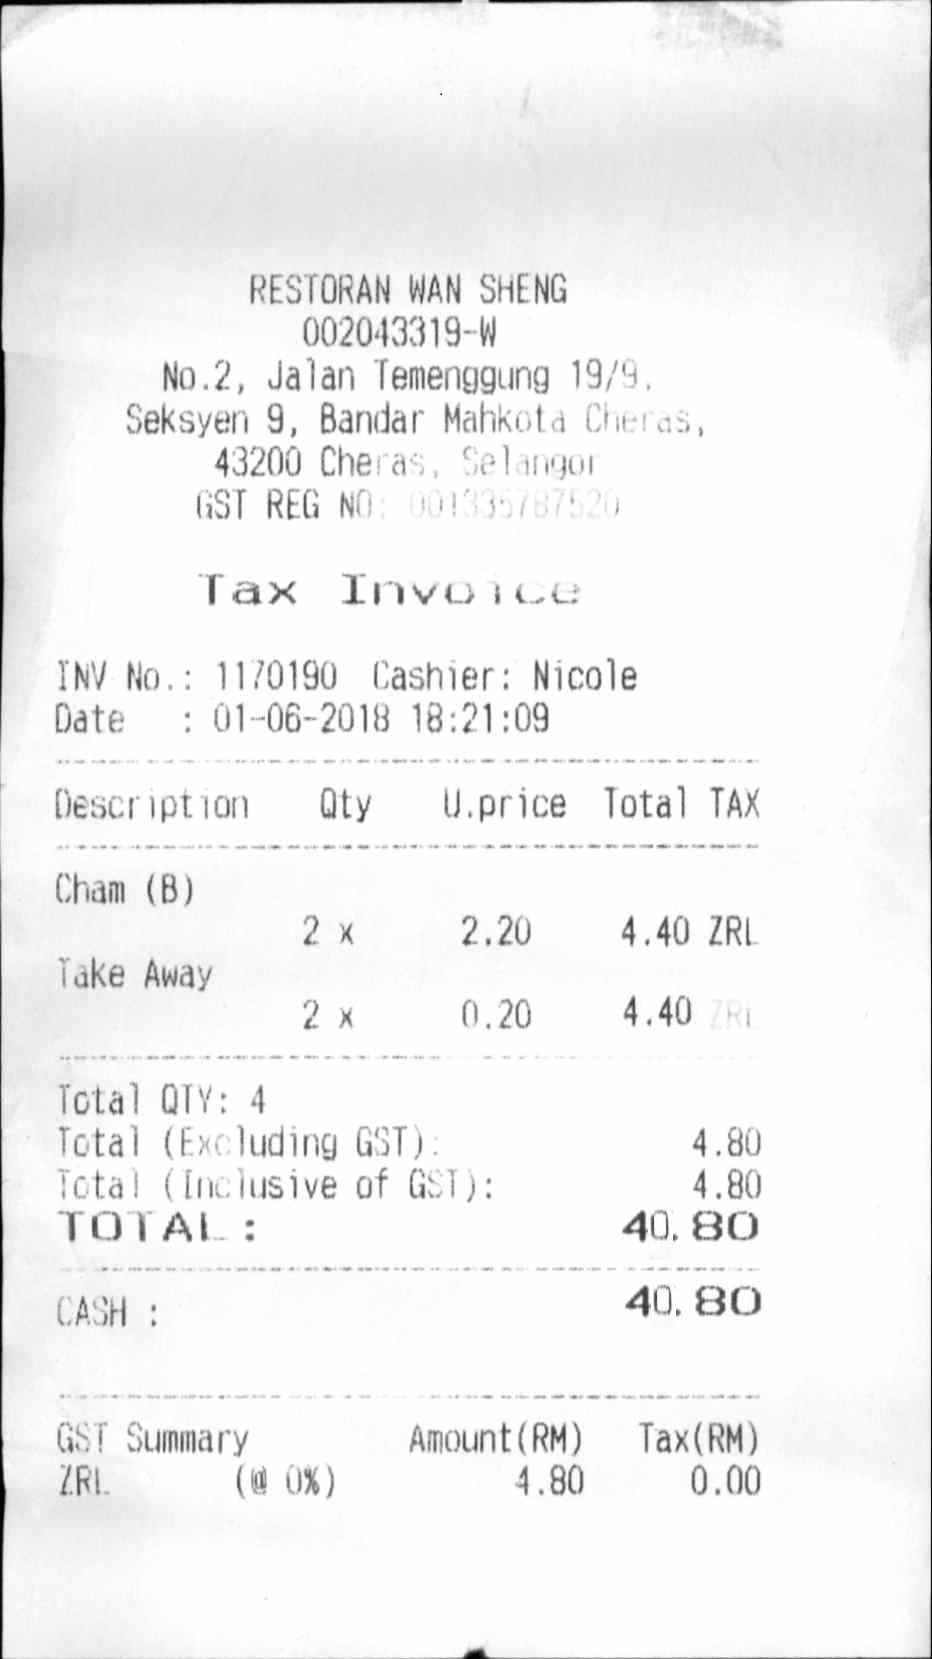 RESTORAN WAN SHENG
002043319-W
No.2, Jalan Temenggung 19/9,
Seksyen 9, Bandar Mahkota Cheras,
43200 Cheras, Selangor
GST REG NO: 001335787520
Tax Invoice
INV No.: 1170190 Cashier: Nicole
Date : 01-06-2018 18:21:09
Description Qty U.price Total TAX
Cham (B)
2 x 2.20 4.40 ZRL
Take Away
2 x 0.20 4.40 ZRL
Total QTY: 4
Total (Excluding GST):
4.80
Total (Inclusive of GST): 4.80
TOTAL: 40.80
CASH : 40.80
GST Summary Amount(RM) Tax(RM)
ZRL (@ 0%) 4.80 0.00